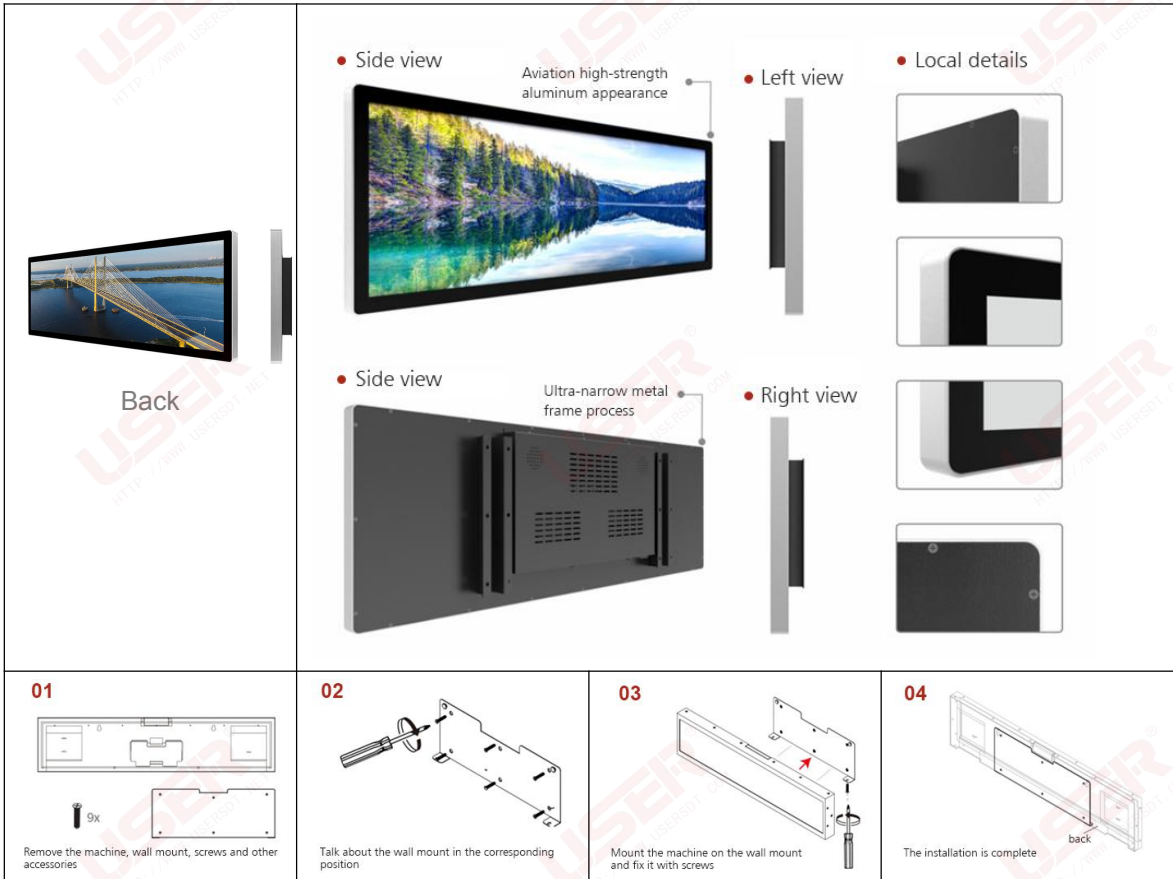 Back
Side view
Aviation high-strength
aluminum appearance
Left view
Local details
Side view
Ultra-narrow metal
frame process
Right view
01
9x
Remove the machine, wall mount, screws and other
accessories
02
Talk about the wall mount in the corresponding
position
03
Mount the machine on the wall mount
and fix it with screws
04
back
The installation is complete
USER®